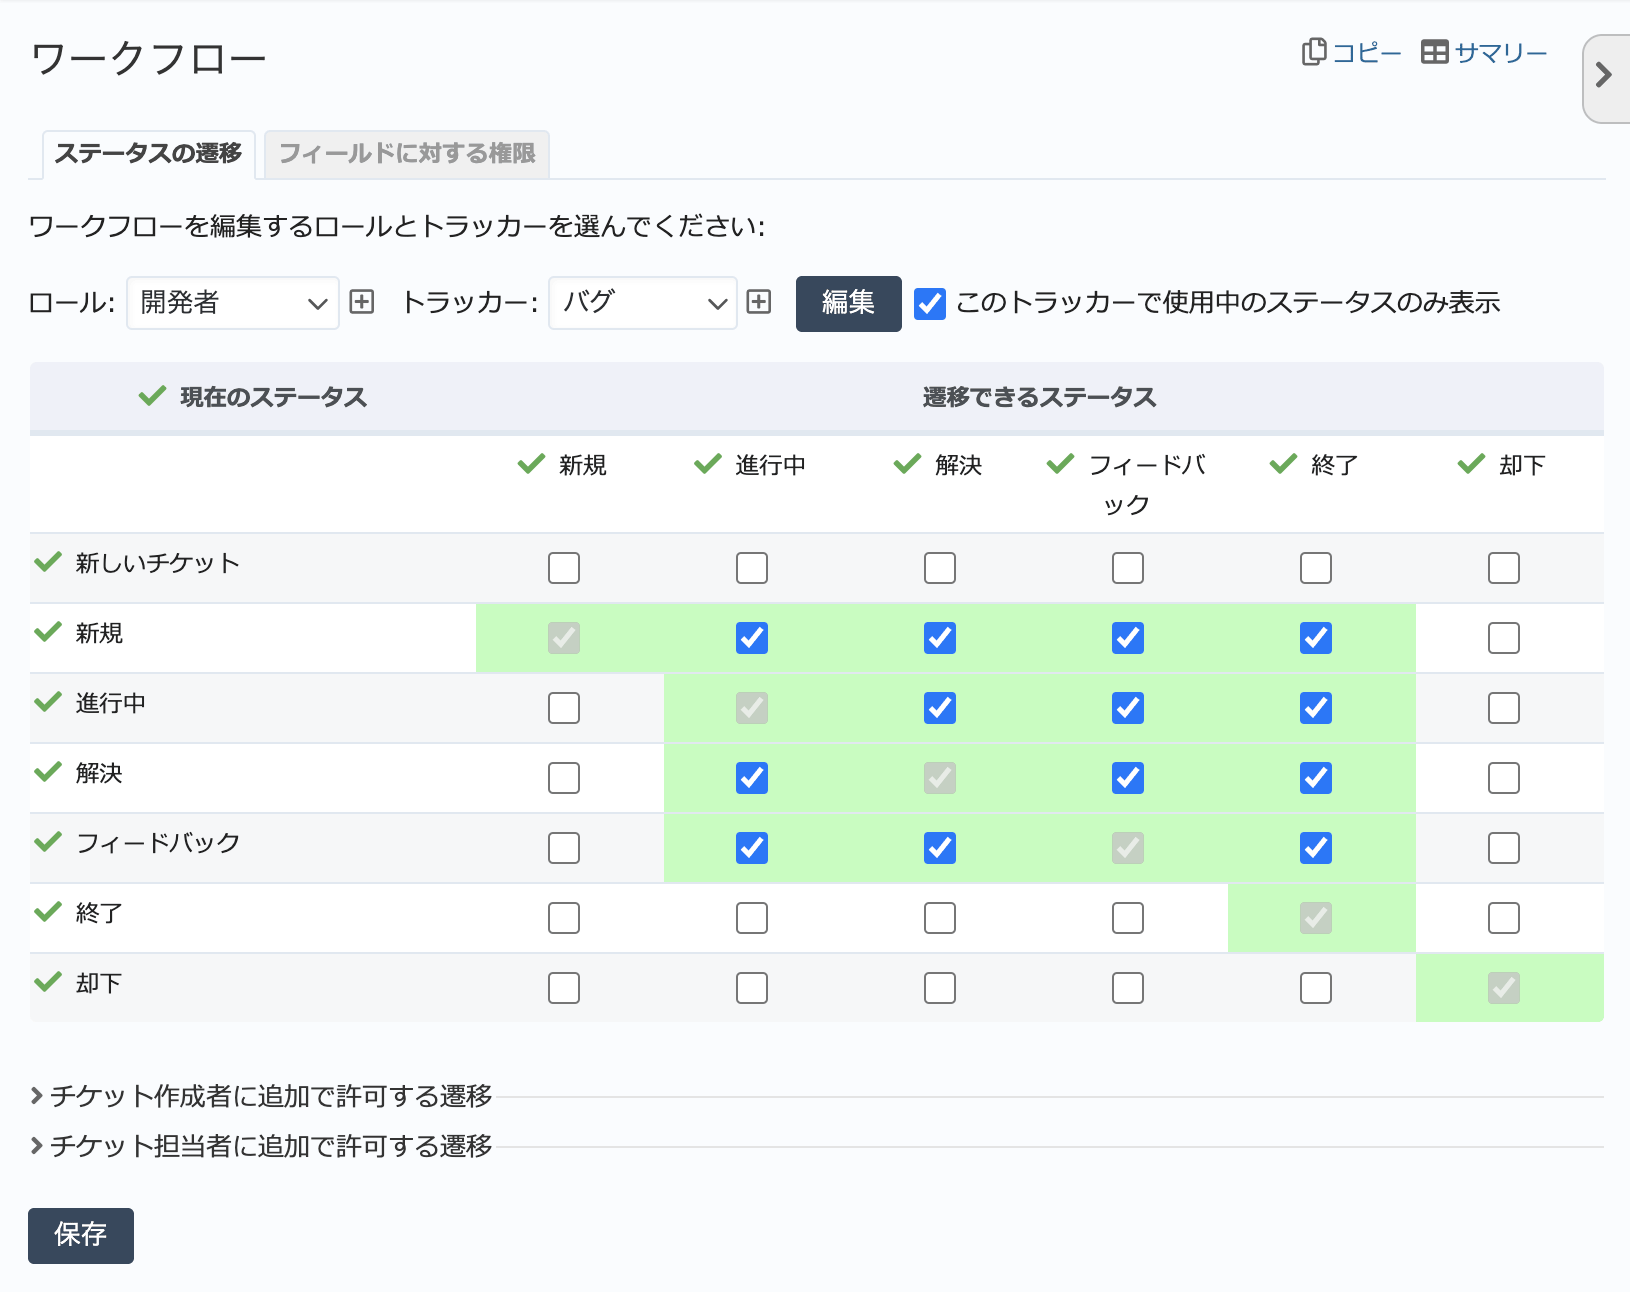 ワークフロー
コピー サマリー
ステータスの遷移 フィールドに対する権限
ワークフローを編集するロールとトラッカーを選んでください:
ロール: 開発者 トラッカー: バグ 編集 このトラッカーで使用中のステータスのみ表示
現在のステータス 遷移できるステータス
新規 進行中 解決 フィードバ 終了 却下
ック
新しいチケット
新規
進行中
解決
フィードバック
終了
却下
チケット作成者に追加で許可する遷移
チケット担当者に追加で許可する遷移
保存